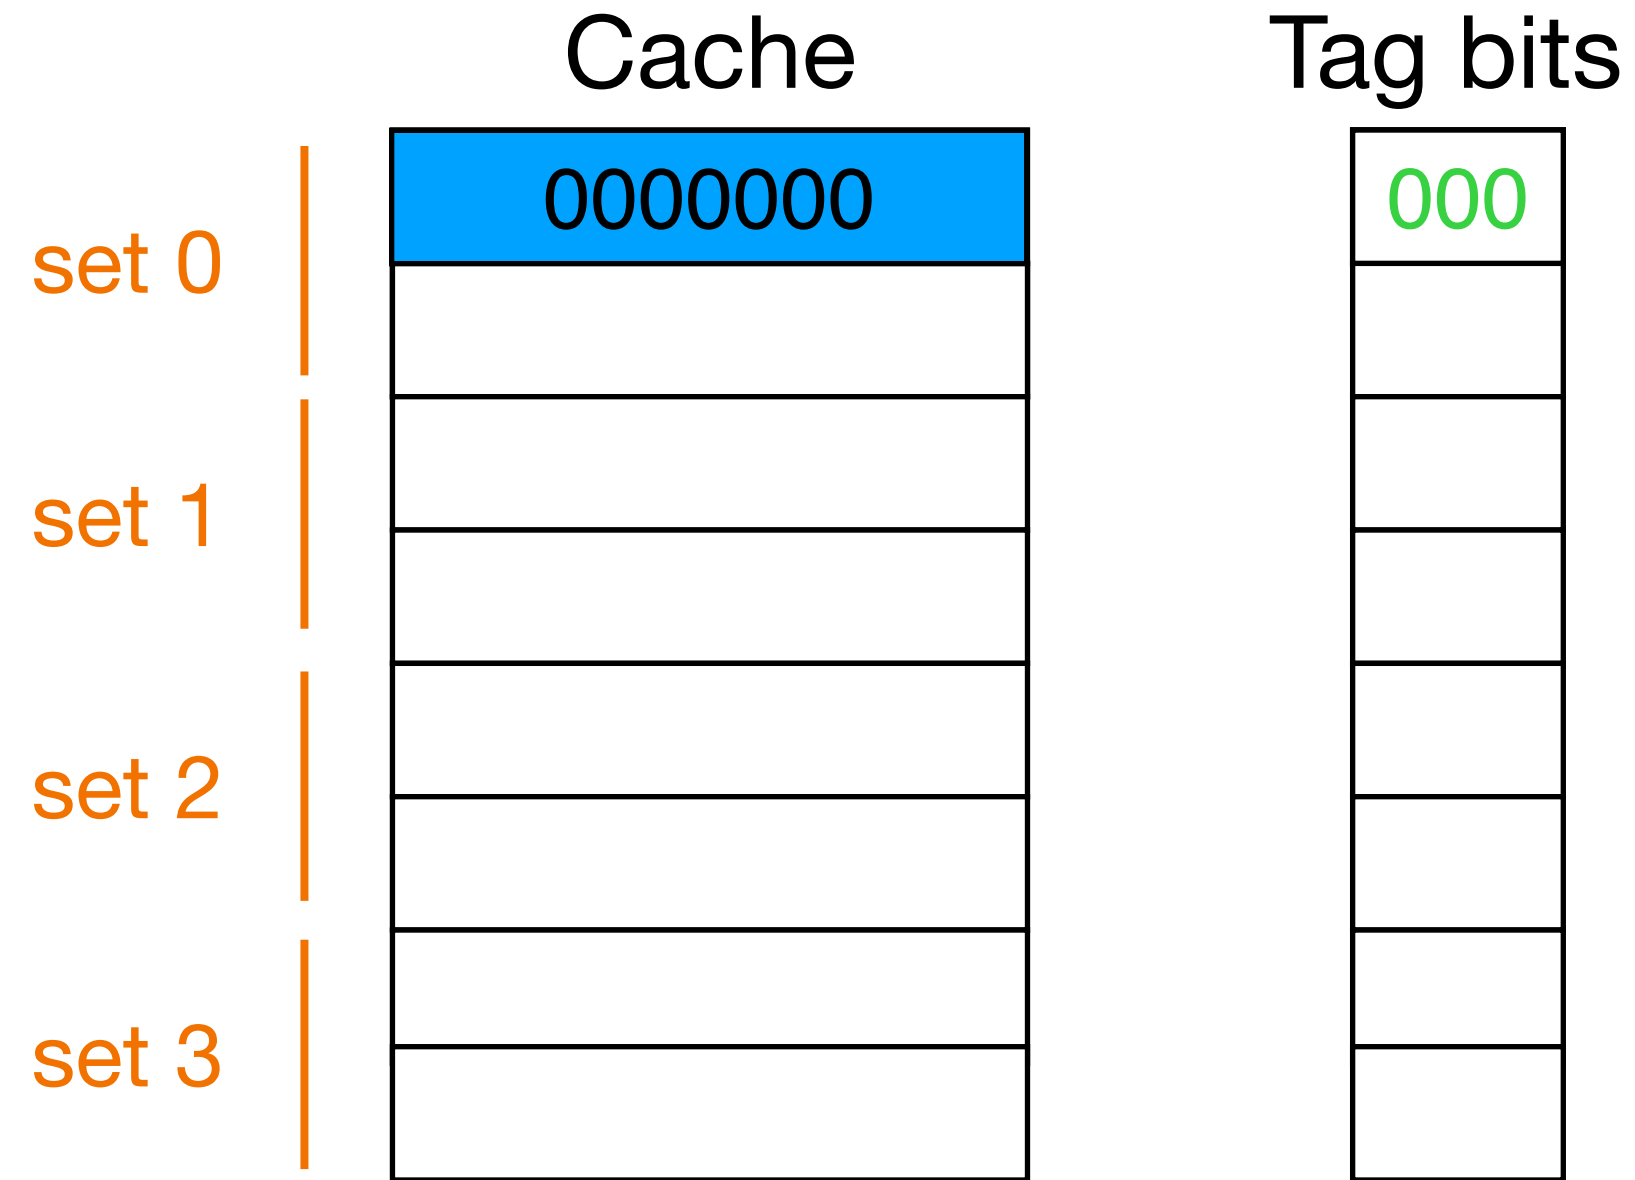 Cache Tag bits
0000000 000
set 0
set 1
set 2
set 3